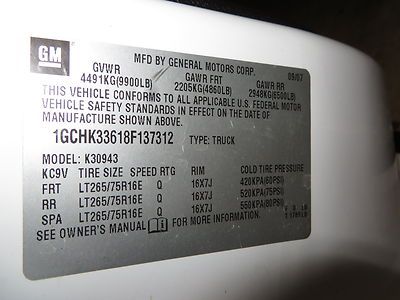 GM
MFD BY GENERAL MOTORS CORP.
09/07
GVWR GAWR FRT GAWR RR
4491KG(9900LB) 2205KG(4860LB) 2948KG(6500LB)
THIS VEHICLE CONFORMS TO ALL APPLICABLE U.S. FEDERAL MOTOR
VEHICLE SAFETY STANDARDS IN EFFECT ON THE DATE OF
MANUFACTURE SHOWN ABOVE.
1GCHK33618F137312 TYPE: TRUCK
MODEL: K30943
KC9V TIRE SIZE SPEED RTG RIM COLD TIRE PRESSURE
FRT LT265/75R16E Q 16X7J 420KPA(60PSI)
RR LT265/75R16E Q 16X7J 520KPA(75PSI)
SPA LT265/75R16E Q 16X7J 550KPA(80PSI)
SEE OWNER'S MANUAL FOR MORE INFORMATION.